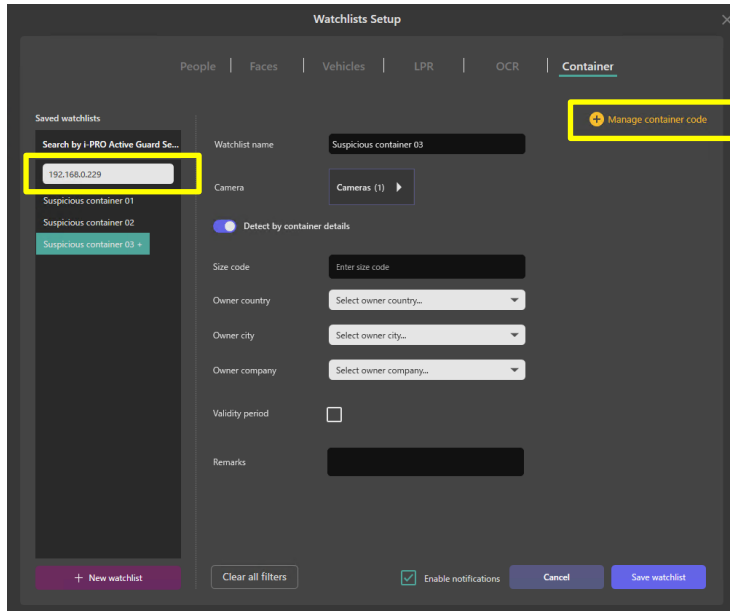 Watchlists Setup
People | Faces | Vehicles | LPR | OCR | Container
Saved watchlists
Manage container code
Search by i-PRO Active Guard Se...
192.168.0.229
Suspicious container 01
Suspicious container 02
Suspicious container 03 +
Watchlist name
Suspicious container 03
Camera
Cameras (1)
Detect by container details
Size code
Enter size code
Owner country
Select owner country...
Owner city
Select owner city...
Owner company
Select owner company...
Validity period
Remarks
+ New watchlist
Clear all filters
Enable notifications
Cancel
Save watchlist